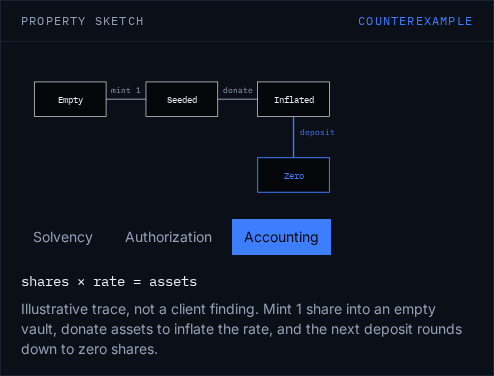 PROPERTY SKETCH COUNTEREXAMPLE
mint 1 donate
Empty Seeded Inflated
deposit
Zero
Solvency Authorization Accounting
shares × rate = assets
Illustrative trace, not a client finding. Mint 1 share into an empty
vault, donate assets to inflate the rate, and the next deposit rounds
down to zero shares.